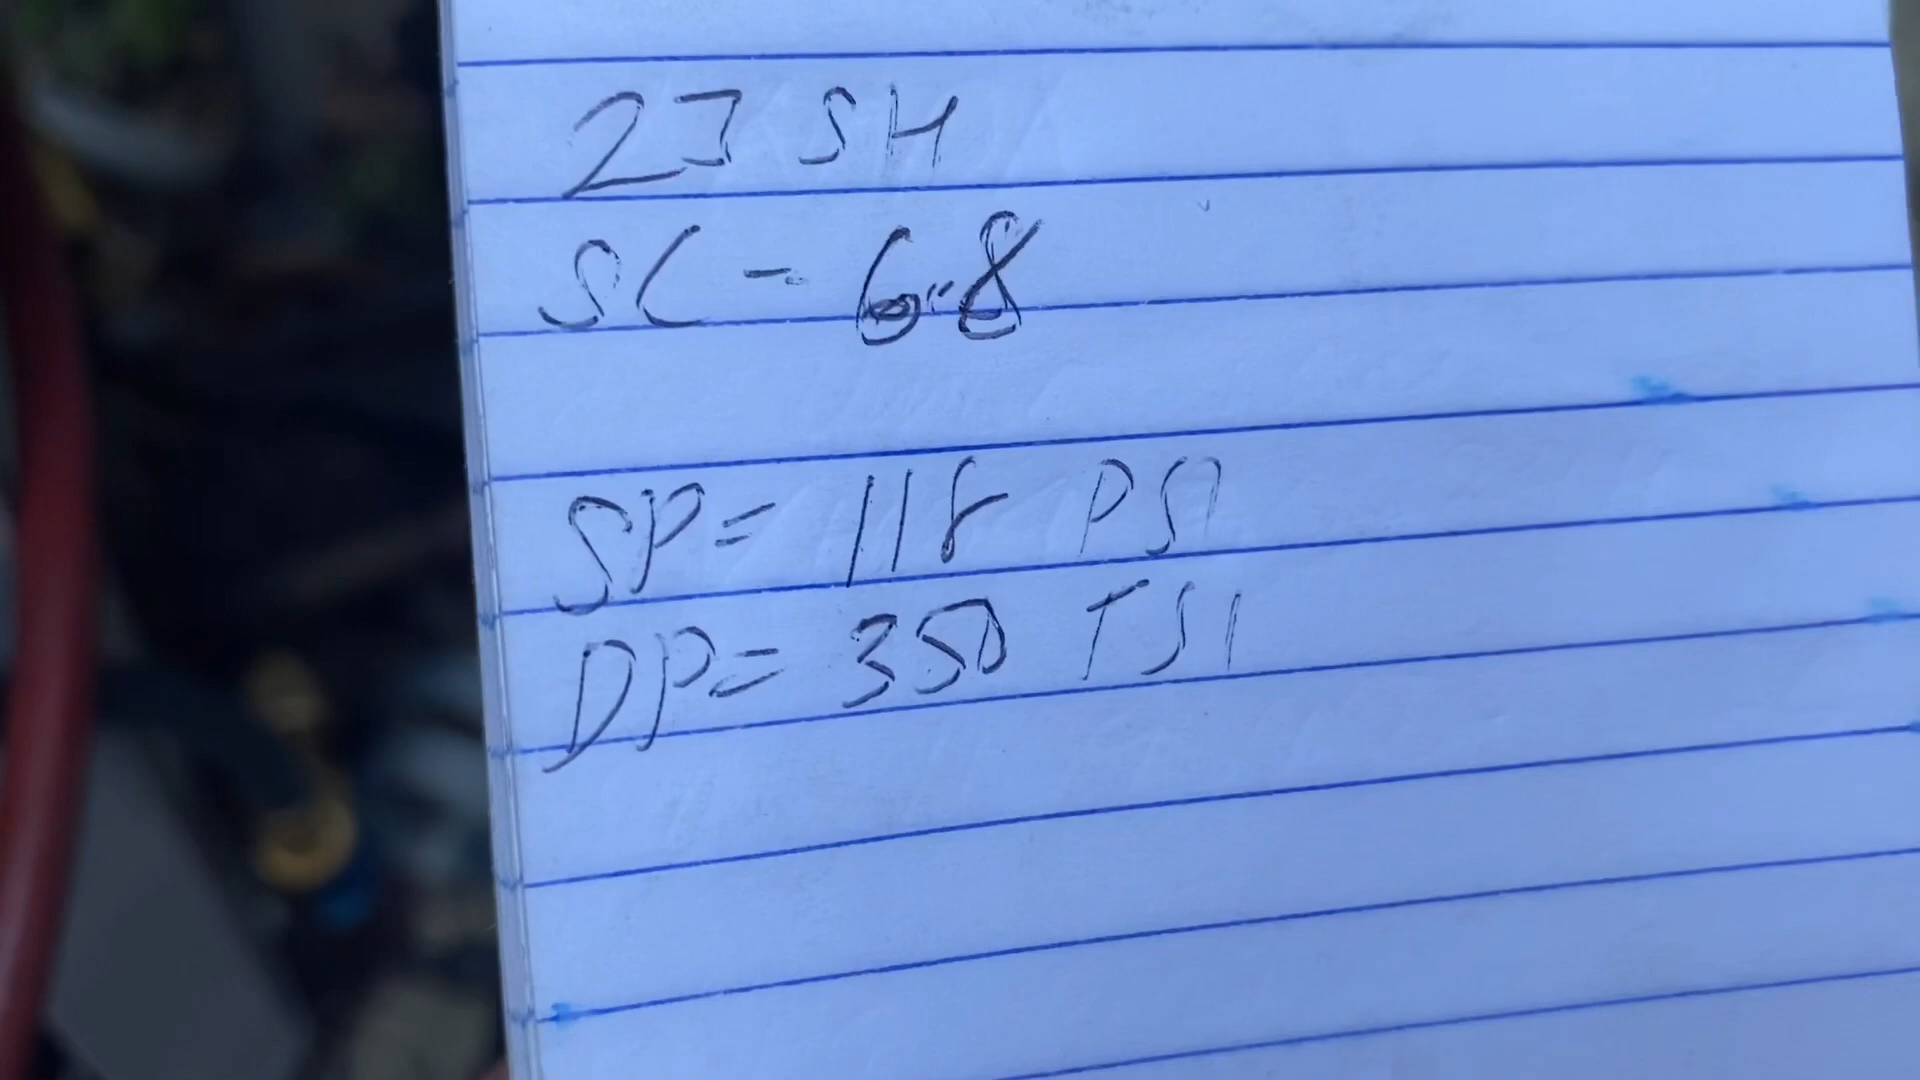 23 SH
SC - 6.8
SP= 118 PSI
DP= 350 PSI